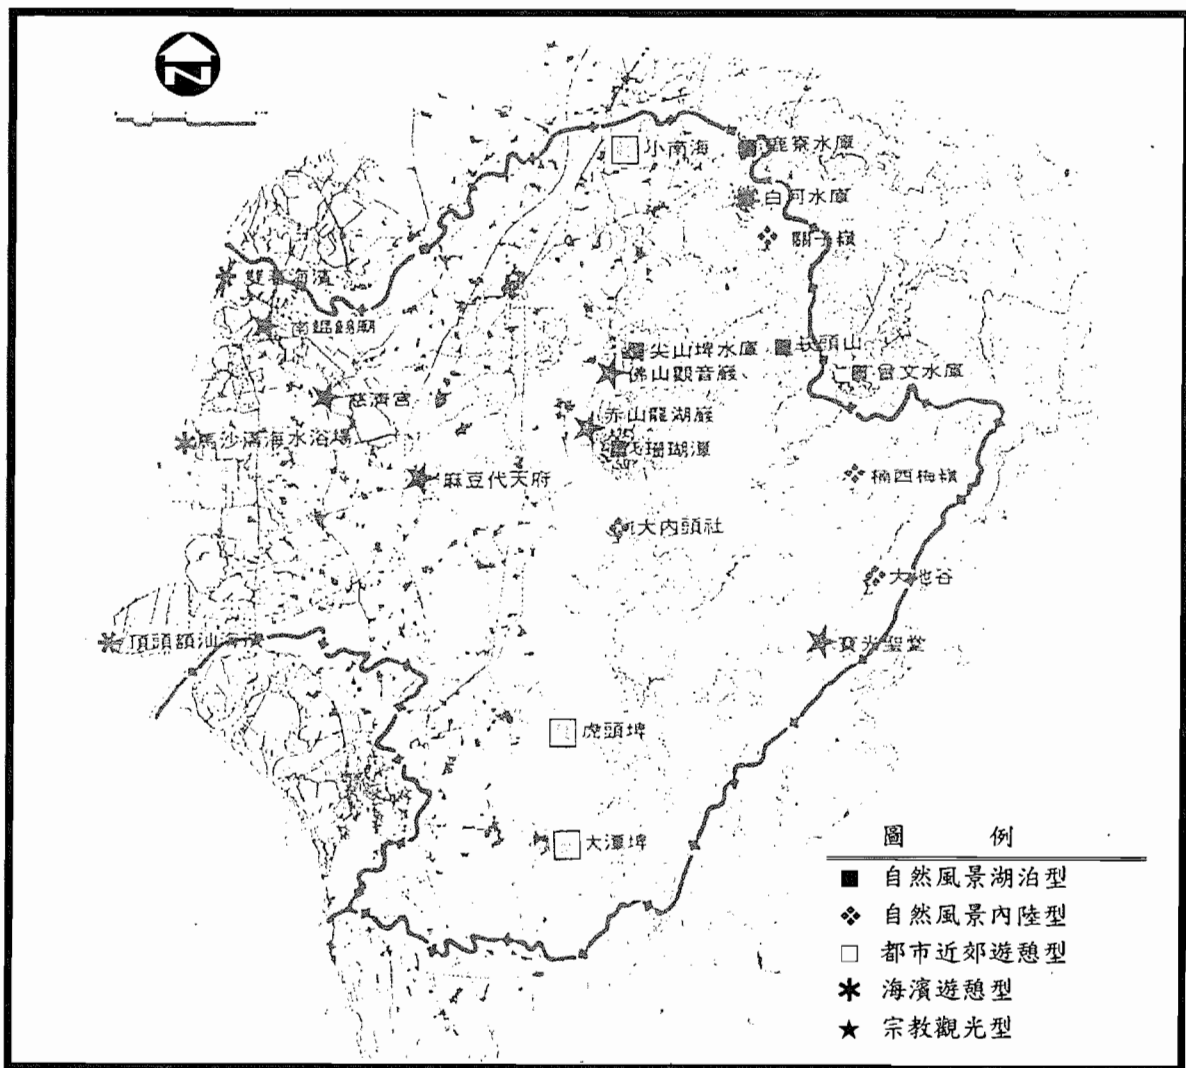 N
小南海
鹿寮水庫
白河水庫
關子嶺
雙春海濱
南鯤鯓廟
尖山埤水庫
枕頭山
佛山觀音巖
曾文水庫
慈濟宮
赤山龍湖巖
馬沙溝海水浴場
珊瑚潭
麻豆代天府
楠西梅嶺
大內頭社
大地谷
頂頭額汕海濱
寶光聖堂
虎頭埤
大潭埤
圖 例
自然風景湖泊型
自然風景內陸型
都市近郊遊憩型
海濱遊憩型
宗教觀光型